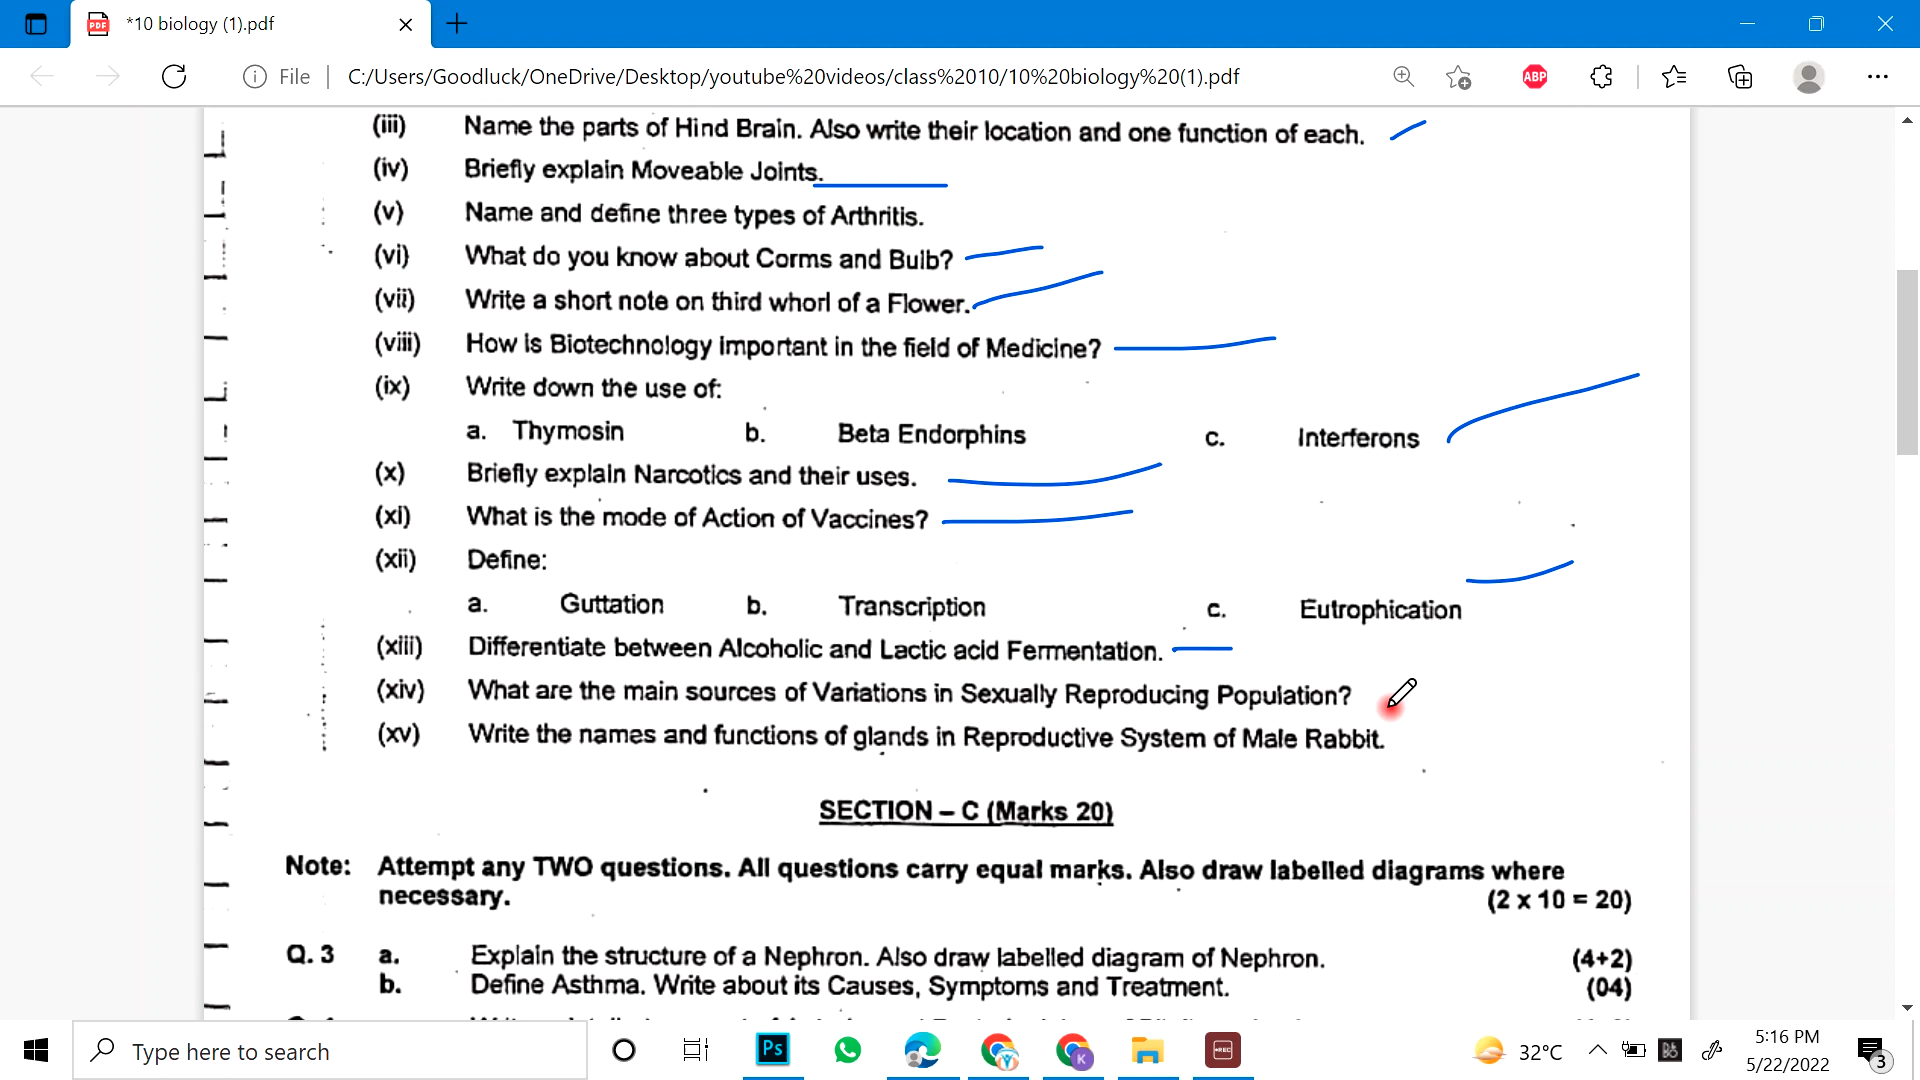 *10 biology (1).pdf
File | C:/Users/Goodluck/OneDrive/Desktop/youtube%20videos/class%2010/10%20biology%20(1).pdf
ABP
(iii) Name the parts of Hind Brain. Also write their location and one function of each.
(iv) Briefly explain Moveable Joints.
(v) Name and define three types of Arthritis.
(vi) What do you know about Corms and Bulb?
(vii) Write a short note on third whorl of a Flower.
(viii) How is Biotechnology important in the field of Medicine?
(ix) Write down the use of:
a. Thymosin b. Beta Endorphins c. Interferons
(x) Briefly explain Narcotics and their uses.
(xi) What is the mode of Action of Vaccines?
(xii) Define:
a. Guttation b. Transcription c. Eutrophication
(xiii) Differentiate between Alcoholic and Lactic acid Fermentation.
(xiv) What are the main sources of Variations in Sexually Reproducing Population?
(xv) Write the names and functions of glands in Reproductive System of Male Rabbit.
SECTION – C (Marks 20)
Note: Attempt any TWO questions. All questions carry equal marks. Also draw labelled diagrams where
necessary. (2 x 10 = 20)
Q. 3 a. Explain the structure of a Nephron. Also draw labelled diagram of Nephron. (4+2)
b. Define Asthma. Write about its Causes, Symptoms and Treatment. (04)
Type here to search
Ps
K
REC
32°C
5:16 PM
5/22/2022
3